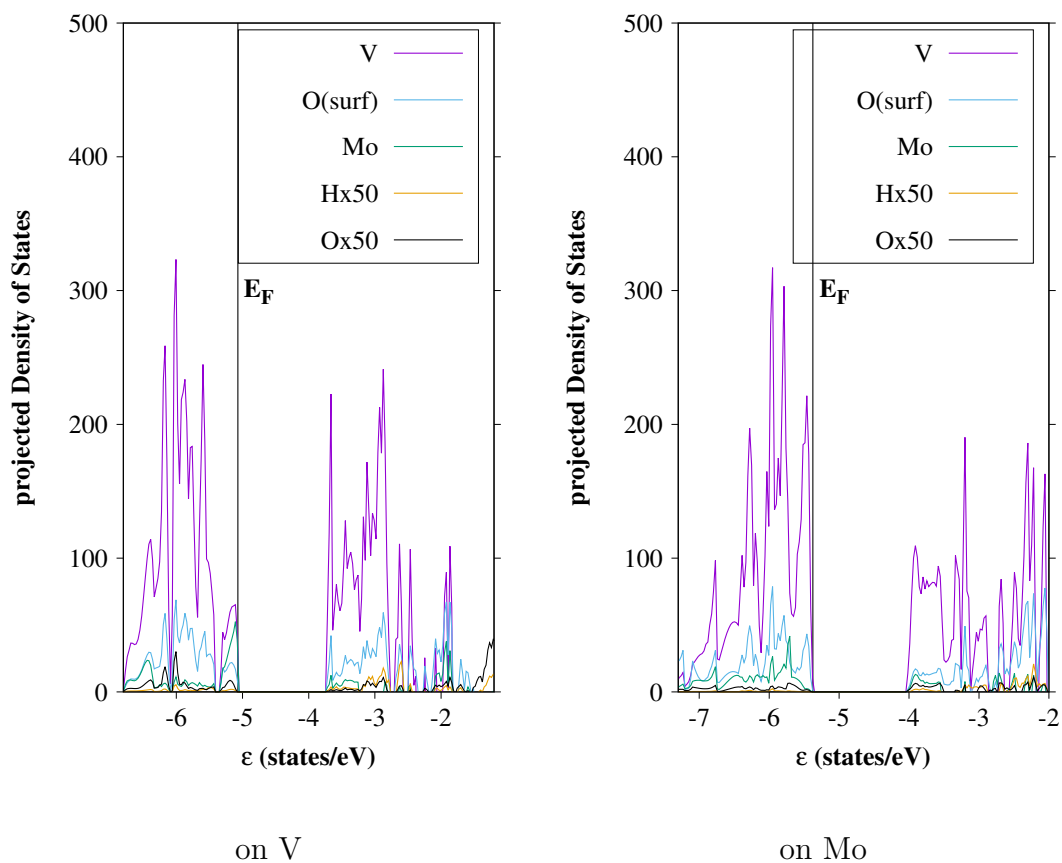 projected Density of States
500
400
300
200
100
0
-6
-5
-4
-3
-2
ε (states/eV)
V
O(surf)
Mo
Hx50
Ox50
E_F
on V
projected Density of States
500
400
300
200
100
0
-7
-6
-5
-4
-3
-2
ε (states/eV)
V
O(surf)
Mo
Hx50
Ox50
E_F
on Mo